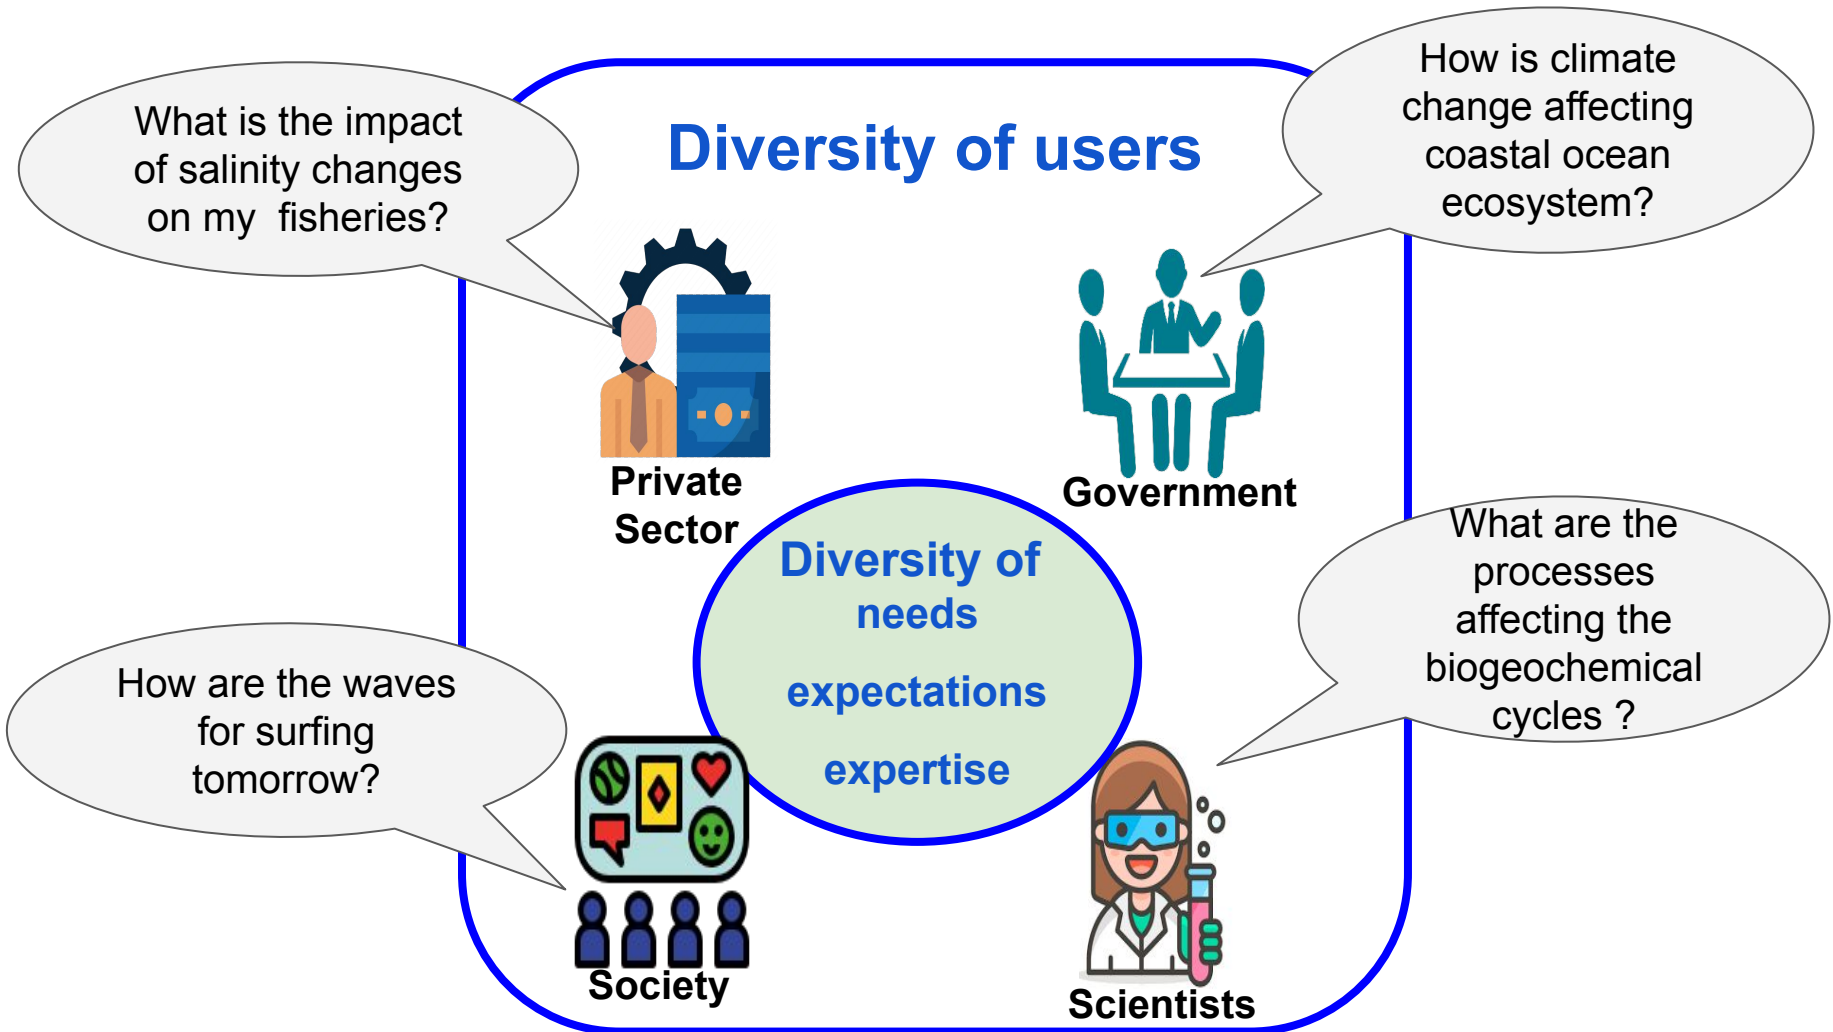 What is the impact
of salinity changes
on my fisheries?
Diversity of users
How is climate
change affecting
coastal ocean
ecosystem?
Private
Sector
Government
Diversity of
needs
expectations
expertise
What are the
processes
affecting the
biogeochemical
cycles ?
How are the waves
for surfing
tomorrow?
Society
Scientists